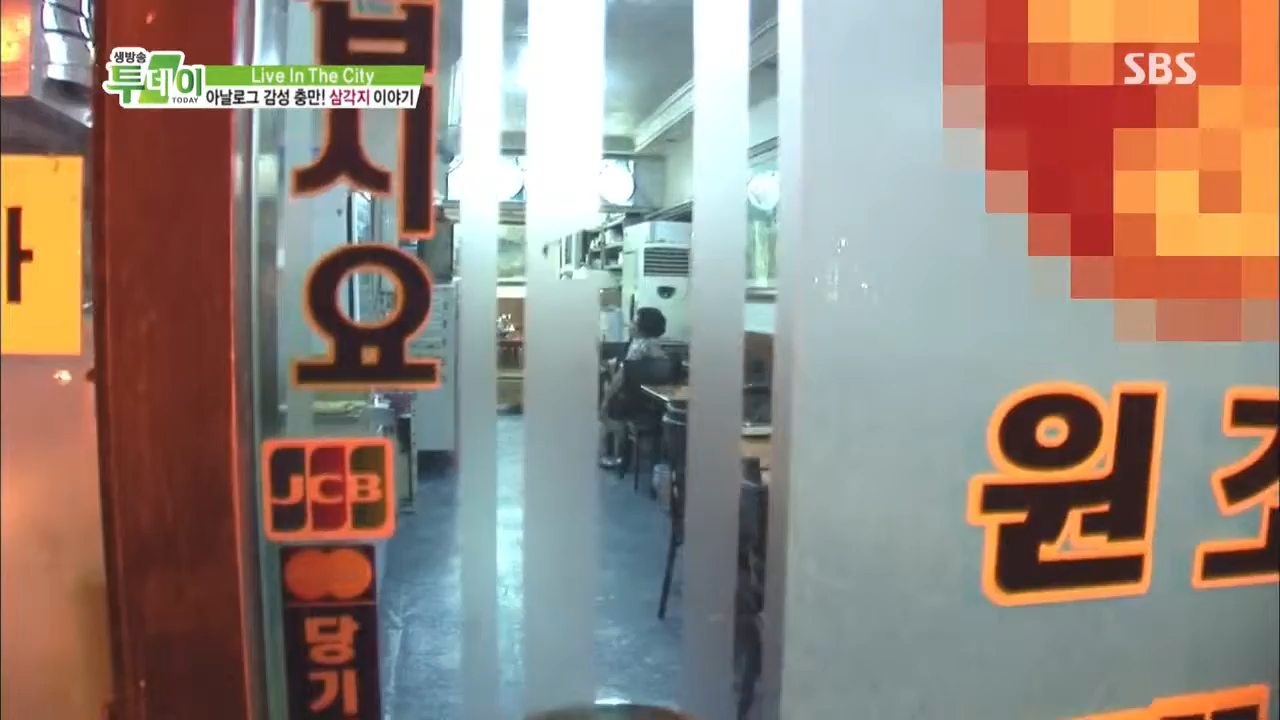 생방송
투데이
TODAY
Live In The City
아날로그 감성 충만! 삼각지 이야기
SBS
시
요
JCB
당기
원조